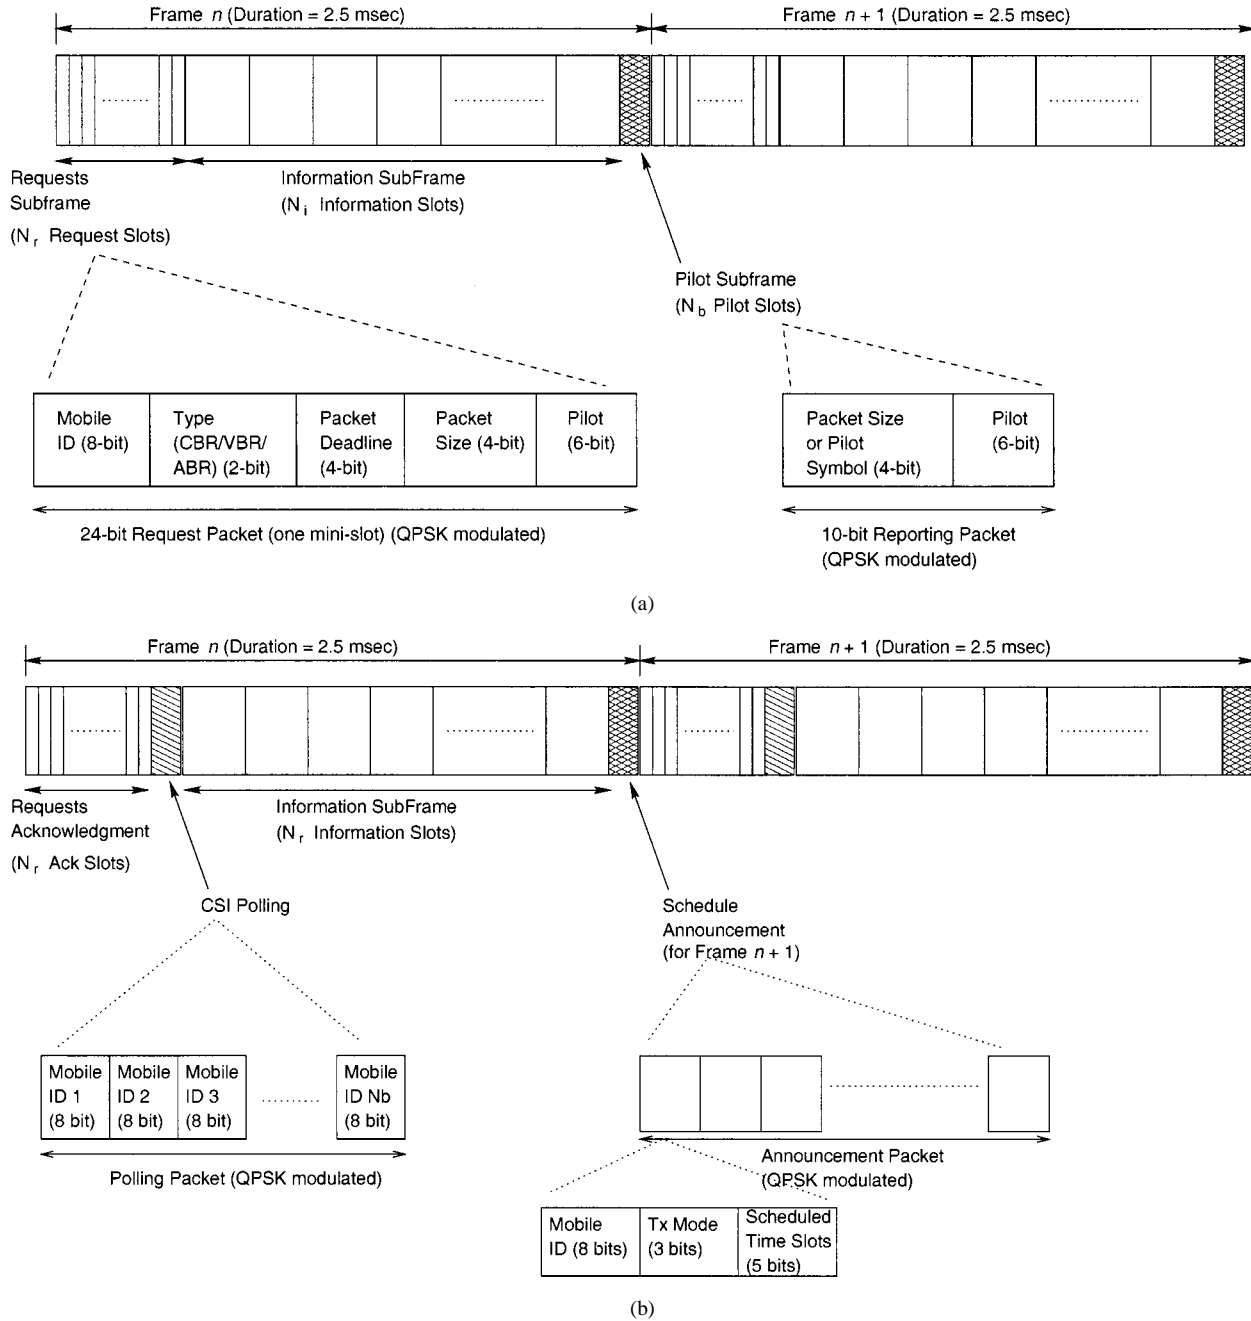 Frame n (Duration = 2.5 msec)
Frame n + 1 (Duration = 2.5 msec)
Requests
Subframe
(N r Request Slots)
Information SubFrame
(N i Information Slots)
Pilot Subframe
(N b Pilot Slots)
Mobile
ID (8-bit)
Type
(CBR/VBR/
ABR) (2-bit)
Packet
Deadline
(4-bit)
Packet
Size (4-bit)
Pilot
(6-bit)
24-bit Request Packet (one mini-slot) (QPSK modulated)
Packet Size
or Pilot
Symbol (4-bit)
Pilot
(6-bit)
10-bit Reporting Packet
(QPSK modulated)
(a)
Frame n (Duration = 2.5 msec)
Frame n + 1 (Duration = 2.5 msec)
Requests
Acknowledgment
(N r Ack Slots)
Information SubFrame
(N r Information Slots)
CSI Polling
Schedule
Announcement
(for Frame n + 1)
Mobile
ID 1
(8 bit)
Mobile
ID 2
(8 bit)
Mobile
ID 3
(8 bit)
Mobile
ID Nb
(8 bit)
Polling Packet (QPSK modulated)
Announcement Packet
(QPSK modulated)
Mobile
ID (8 bits)
Tx Mode
(3 bits)
Scheduled
Time Slots
(5 bits)
(b)